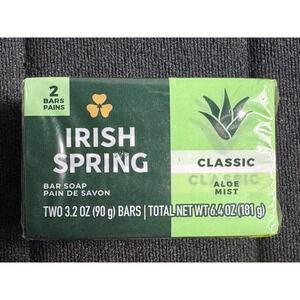 2
BARS
PAINS
IRISH
SPRING
BAR SOAP
PAIN DE SAVON
CLASSIC
CLASSIC
ALOE
MIST
TWO 3.2 OZ (90 g) BARS | TOTAL NET WT 6.4 OZ (181 g)